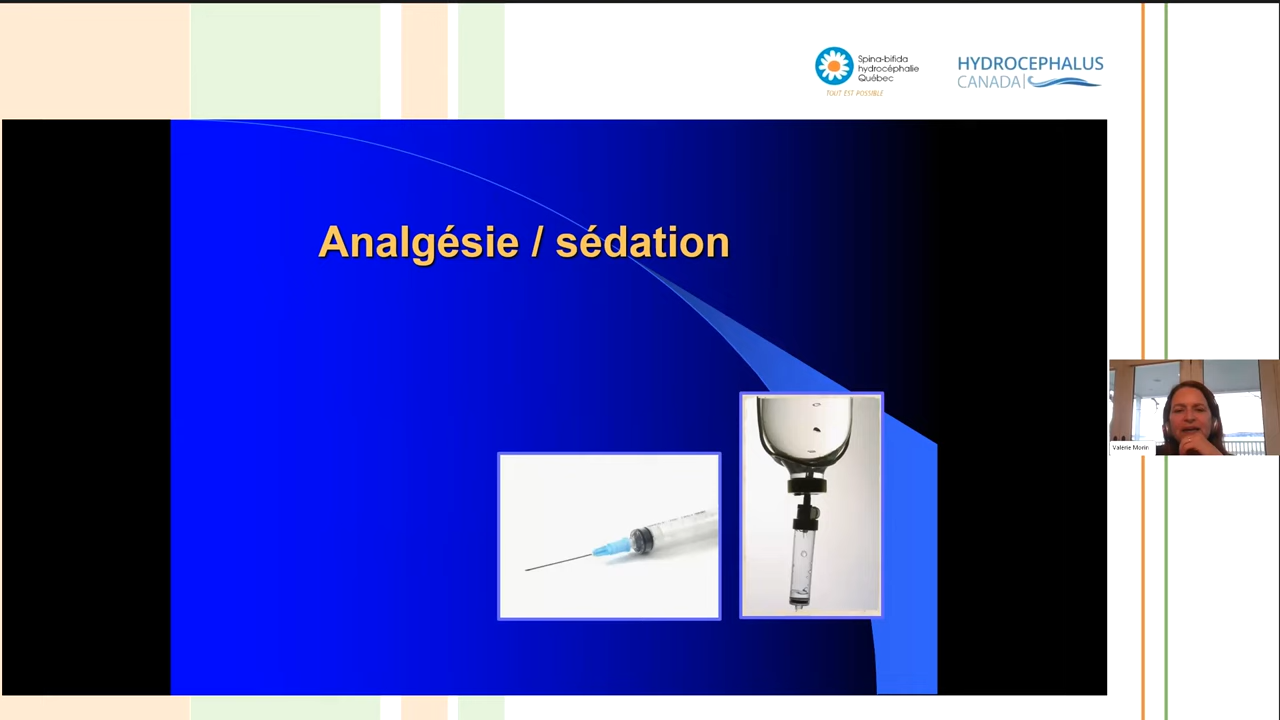 Spina-bifida
hydrocéphalie
Québec
TOUT EST POSSIBLE
HYDROCEPHALUS
CANADA
Analgésie / sédation
Valérie Morin